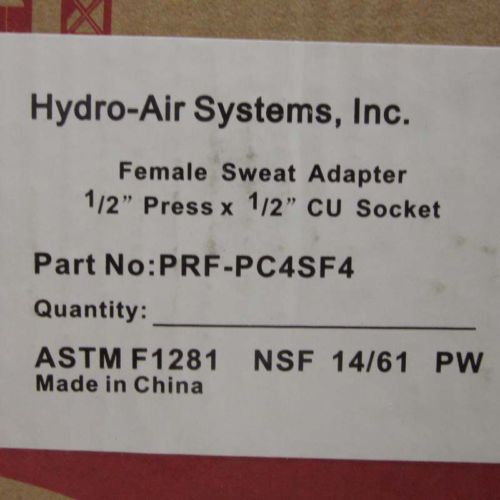 Hydro-Air Systems, Inc.
Female Sweat Adapter
1/2" Press x 1/2" CU Socket
Part No:PRF-PC4SF4
Quantity:
ASTM F1281 NSF 14/61 PW
Made in China